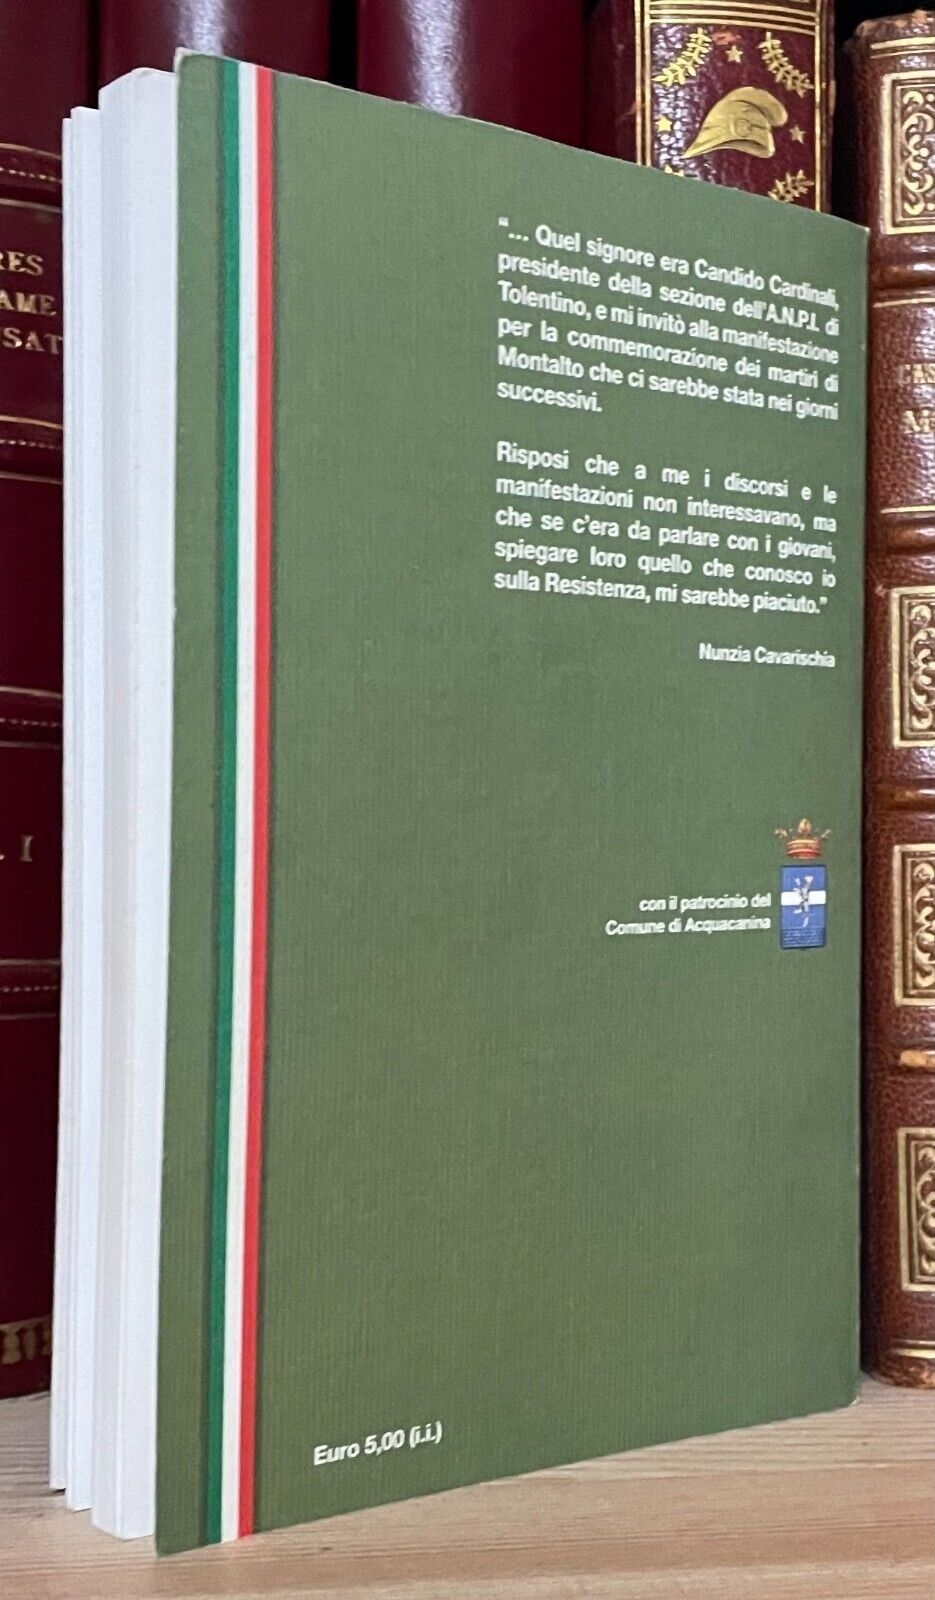 "... Quel signore era Candido Cardinali,
presidente della sezione dell'A.N.P.I. di
Tolentino, e mi invitò alla manifestazione
per la commemorazione dei martiri di
Montalto che ci sarebbe stata nei giorni
successivi.
Risposi che a me i discorsi e le
manifestazioni non interessavano, ma
che se c'era da parlare con i giovani,
spiegare loro quello che conosco io
sulla Resistenza, mi sarebbe piaciuto."
Nunzia Cavarischia
con il patrocinio del
Comune di Acquacanina
Euro 5,00 (i.i.)
RES
AME
USAT
. I